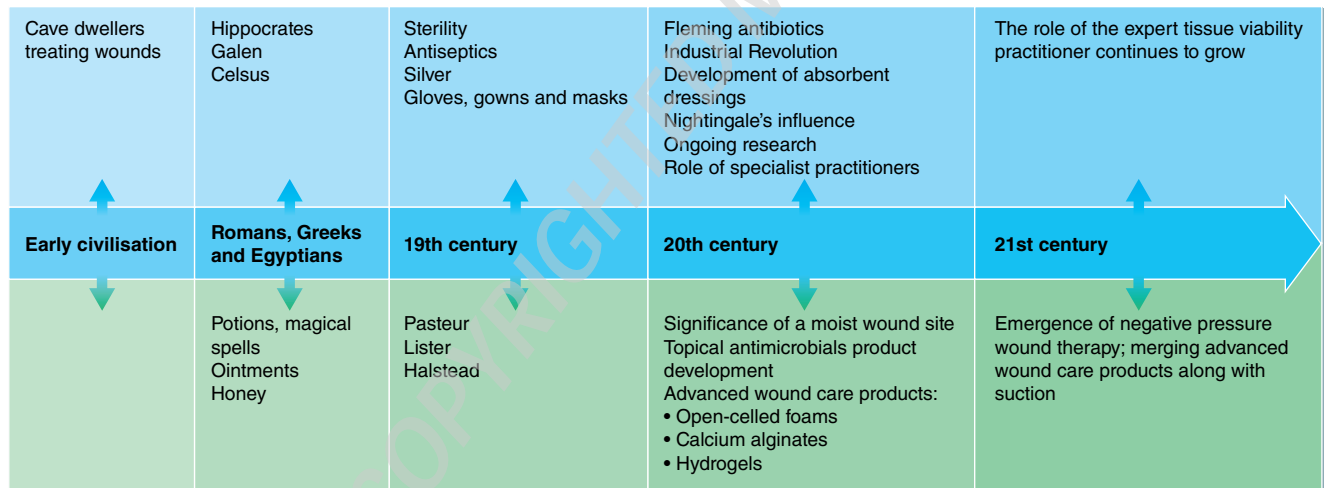 Cave dwellers
treating wounds
Hippocrates
Galen
Celsus
Sterility
Antiseptics
Silver
Gloves, gowns and masks
Fleming antibiotics
Industrial Revolution
Development of absorbent
dressings
Nightingale's influence
Ongoing research
Role of specialist practitioners
The role of the expert tissue viability
practitioner continues to grow
Early civilisation
Romans, Greeks
and Egyptians
19th century
20th century
21st century
Potions, magical
spells
Ointments
Honey
Pasteur
Lister
Halstead
Significance of a moist wound site
Topical antimicrobials product
development
Advanced wound care products:
• Open-celled foams
• Calcium alginates
• Hydrogels
Emergence of negative pressure
wound therapy; merging advanced
wound care products along with
suction
COPYRIGHTED M